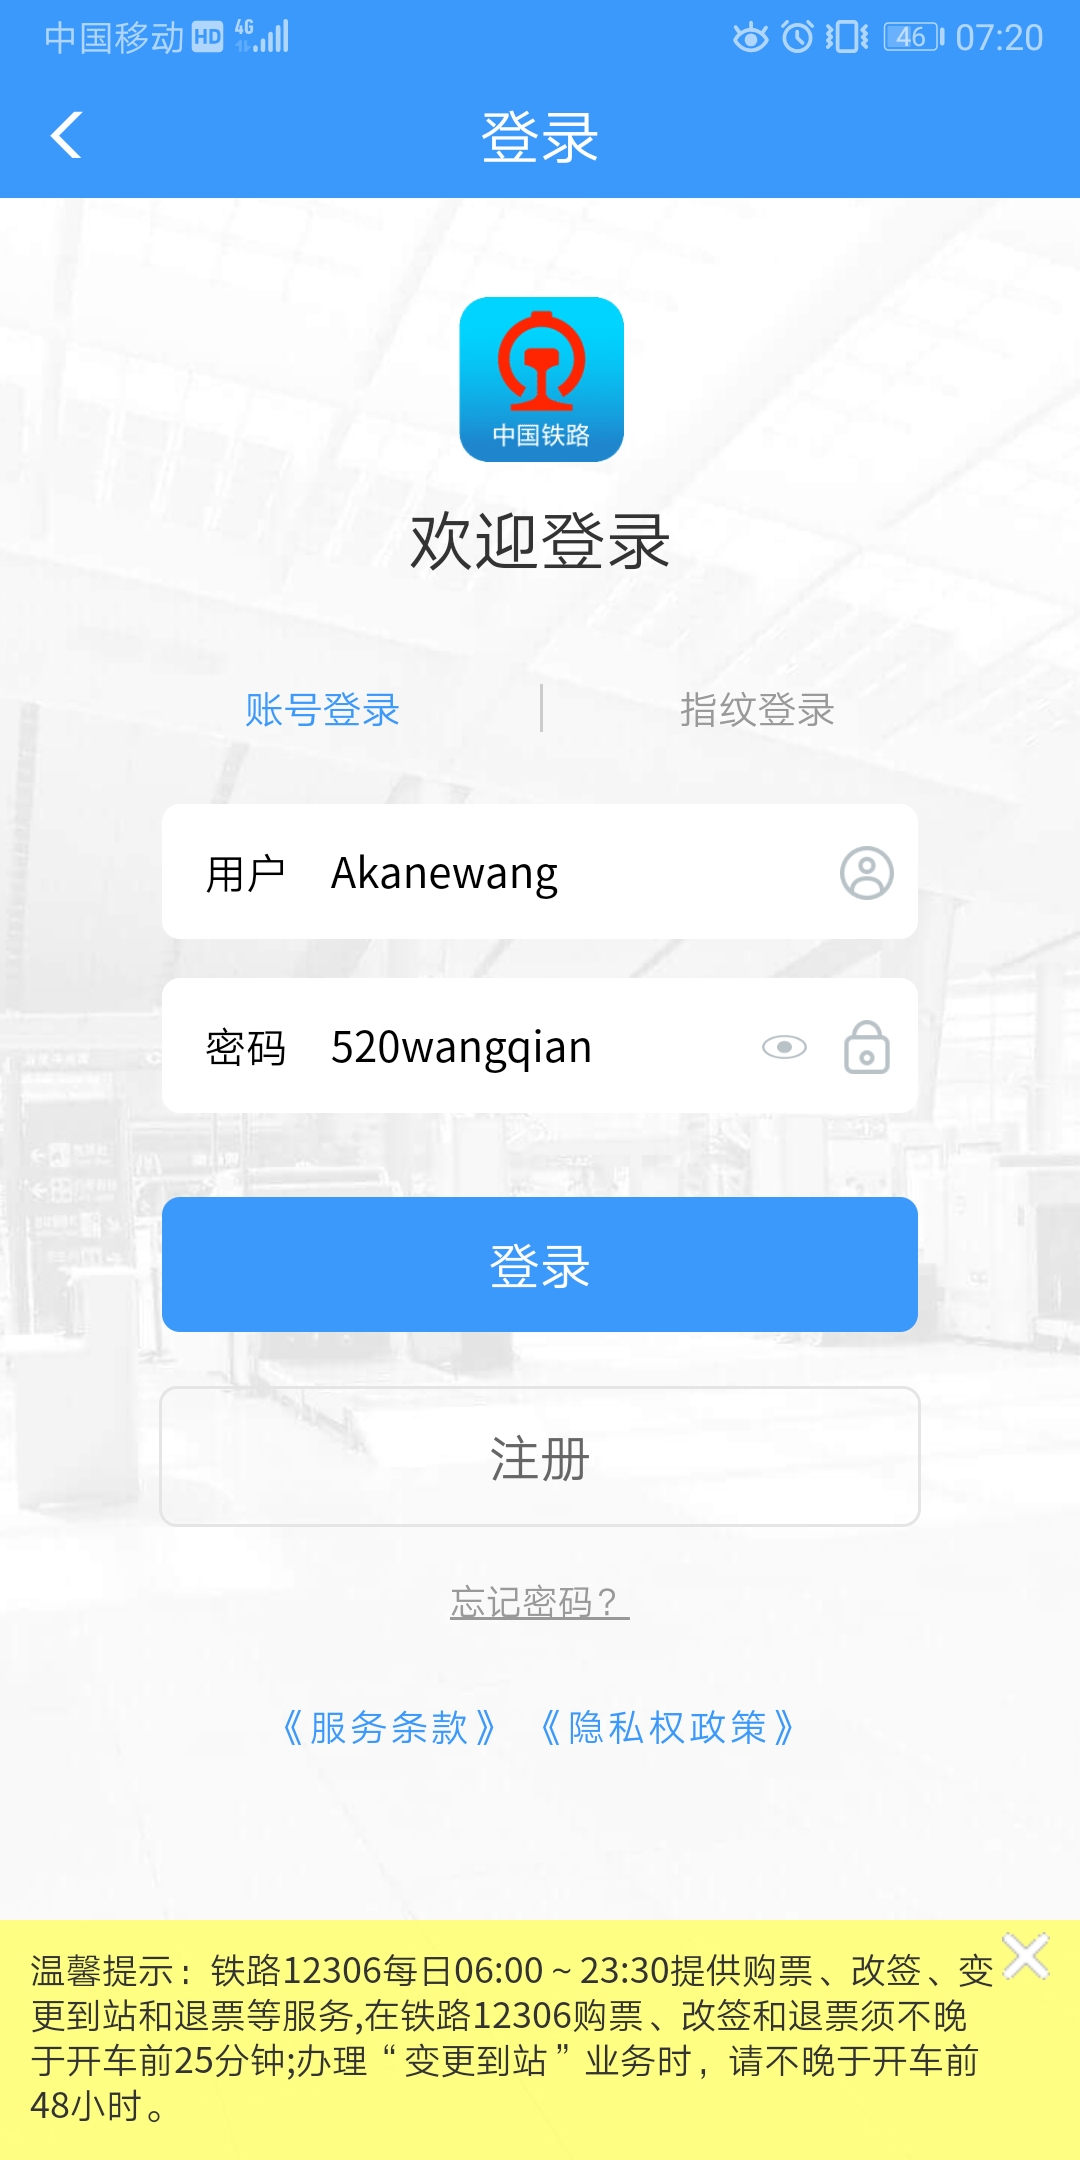 中国移动 HD 4G 46 07:20
登录
中国铁路
欢迎登录
账号登录 指纹登录
用户 Akanewang
密码 520wangqian
登录
注册
忘记密码？
《服务条款》 《隐私权政策》
温馨提示：铁路12306每日06:00～23:30提供购票、改签、变
更到站和退票等服务,在铁路12306购票、改签和退票须不晚
于开车前25分钟;办理“变更到站”业务时，请不晚于开车前
48小时。